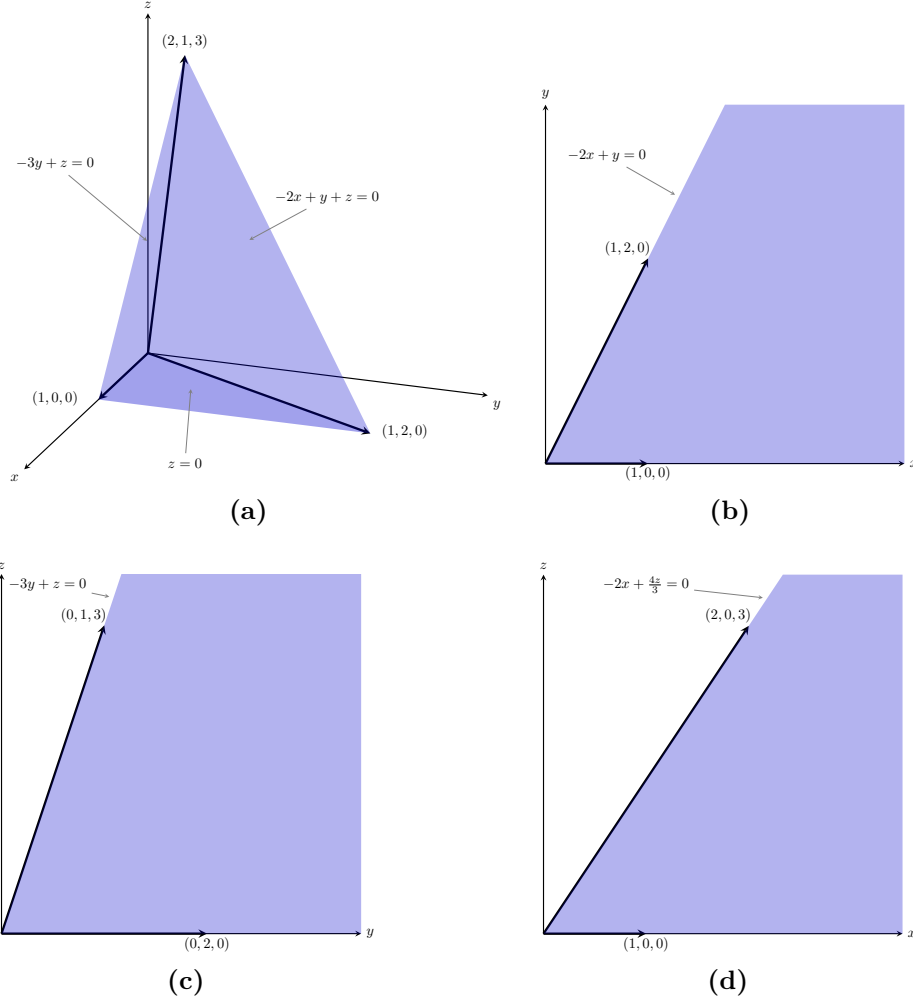 z
(2, 1, 3)
−3y + z = 0
−2x + y + z = 0
(1, 0, 0)
(1, 2, 0)
y
z = 0
x
(a)
y
−2x + y = 0
(1, 2, 0)
(1, 0, 0)
x
(b)
z
−3y + z = 0
(0, 1, 3)
(0, 2, 0)
y
(c)
z
−2x + 4z/3 = 0
(2, 0, 3)
(1, 0, 0)
x
(d)